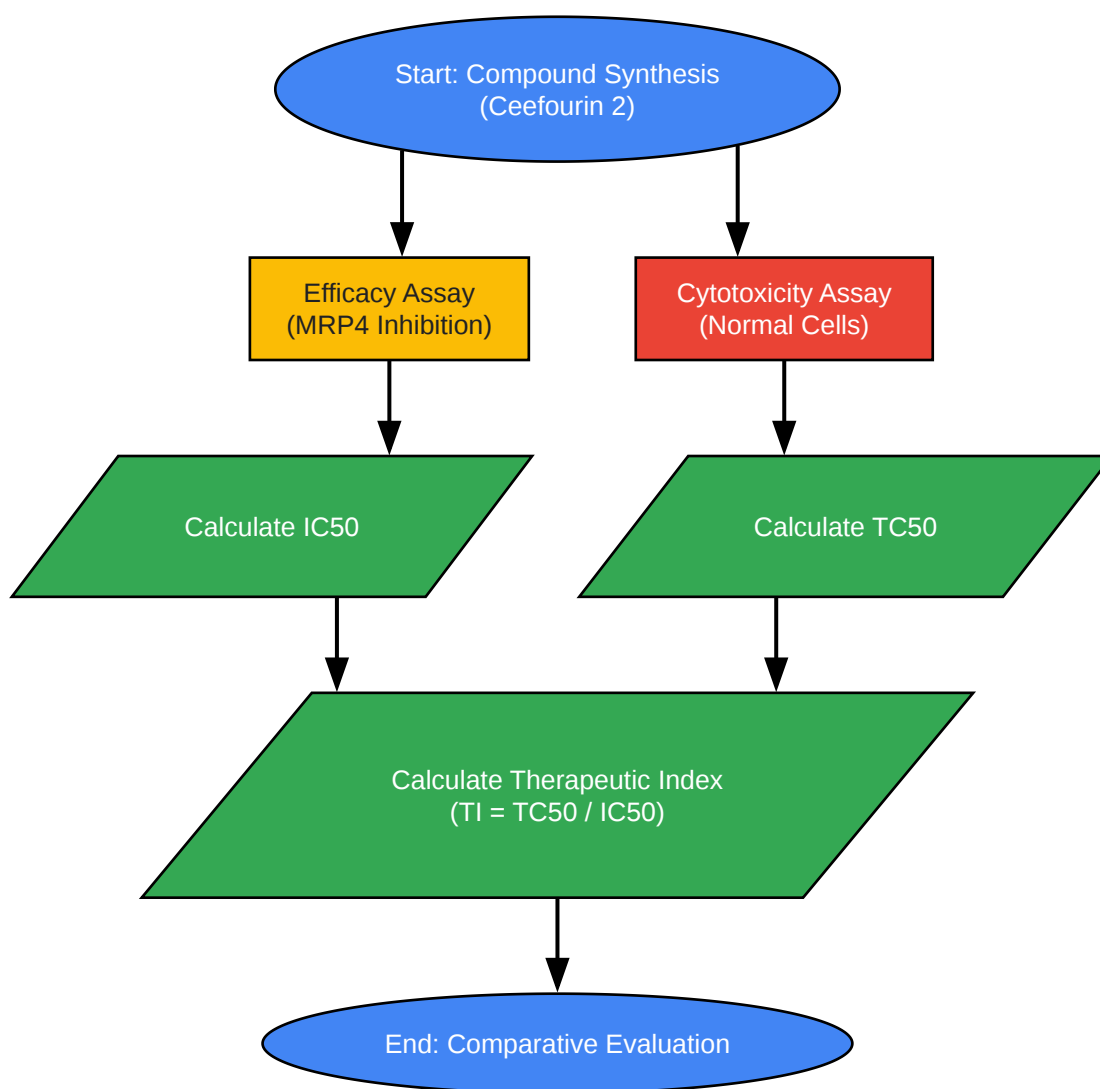 Start: Compound Synthesis
(Ceefourin 2)
Efficacy Assay
(MRP4 Inhibition)
Cytotoxicity Assay
(Normal Cells)
Calculate IC50
Calculate TC50
Calculate Therapeutic Index
(TI = TC50 / IC50)
End: Comparative Evaluation